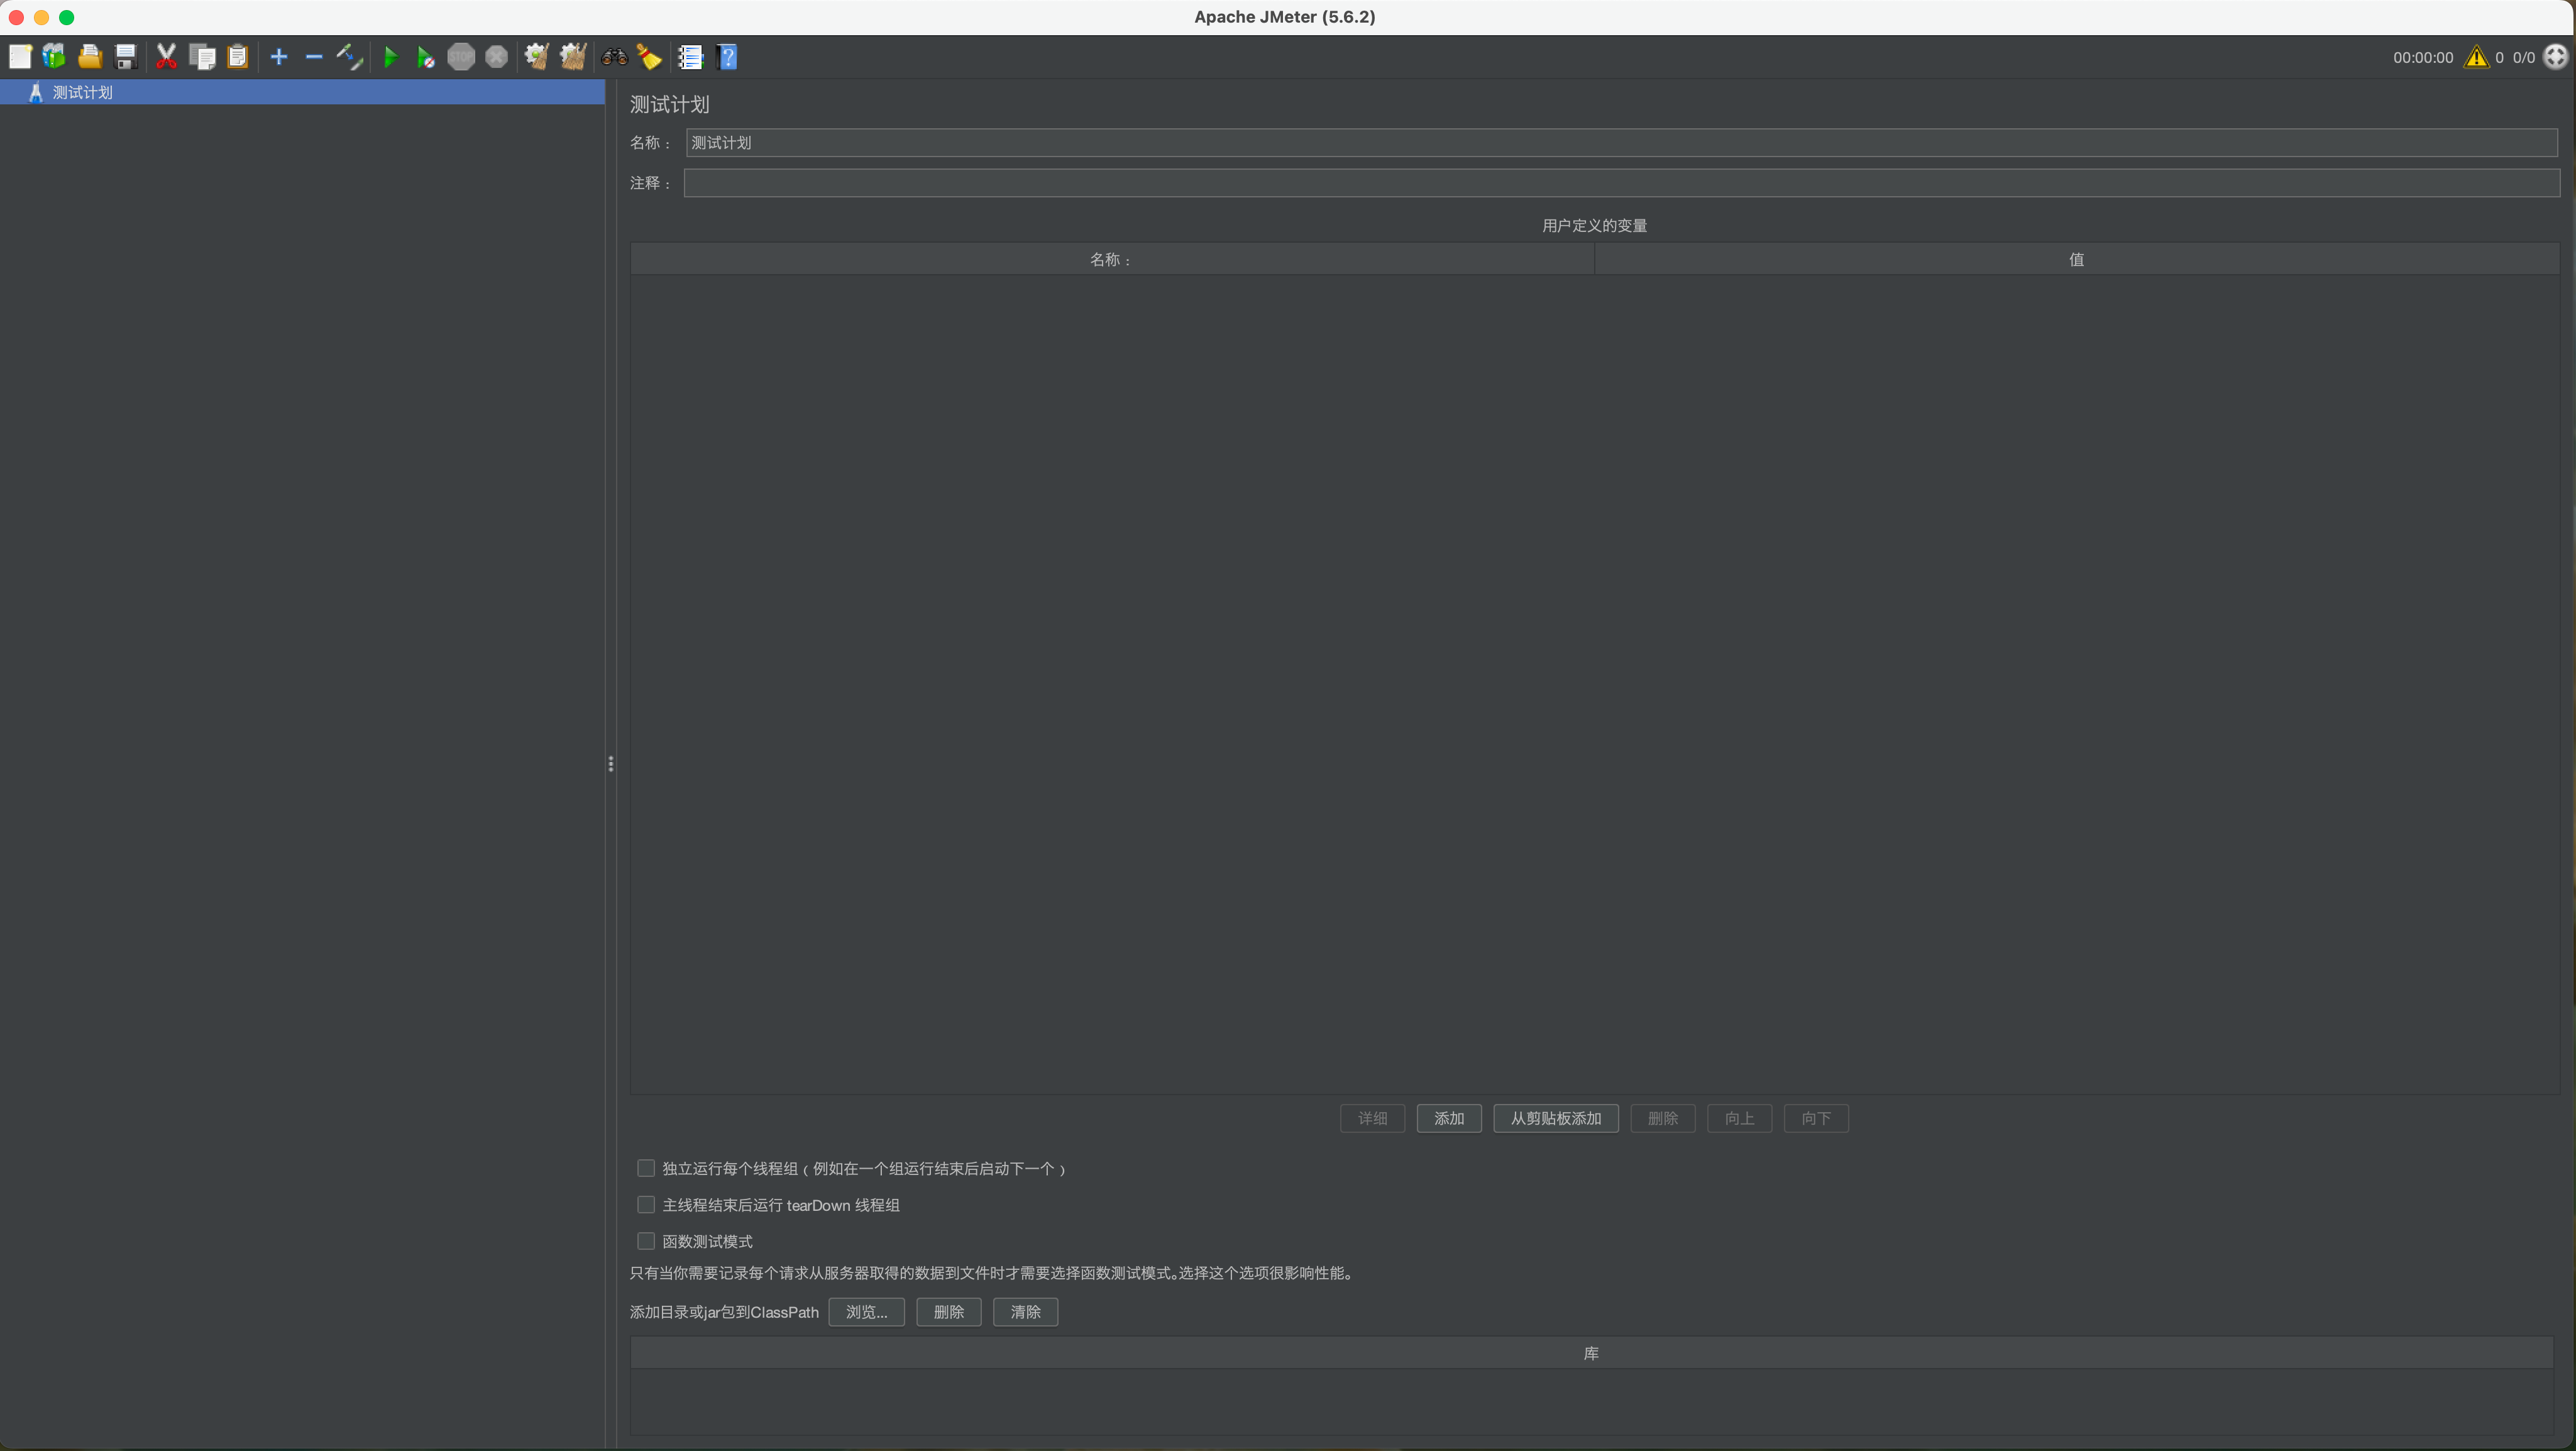 Apache JMeter (5.6.2)
STOP
00:00:00 0 0/0
测试计划
测试计划
名称： 测试计划
注释：
用户定义的变量
名称： 值
详细 添加 从剪贴板添加 删除 向上 向下
独立运行每个线程组（例如在一个组运行结束后启动下一个）
主线程结束后运行 tearDown 线程组
函数测试模式
只有当你需要记录每个请求从服务器取得的数据到文件时才需要选择函数测试模式。选择这个选项很影响性能。
添加目录或jar包到ClassPath 浏览... 删除 清除
库